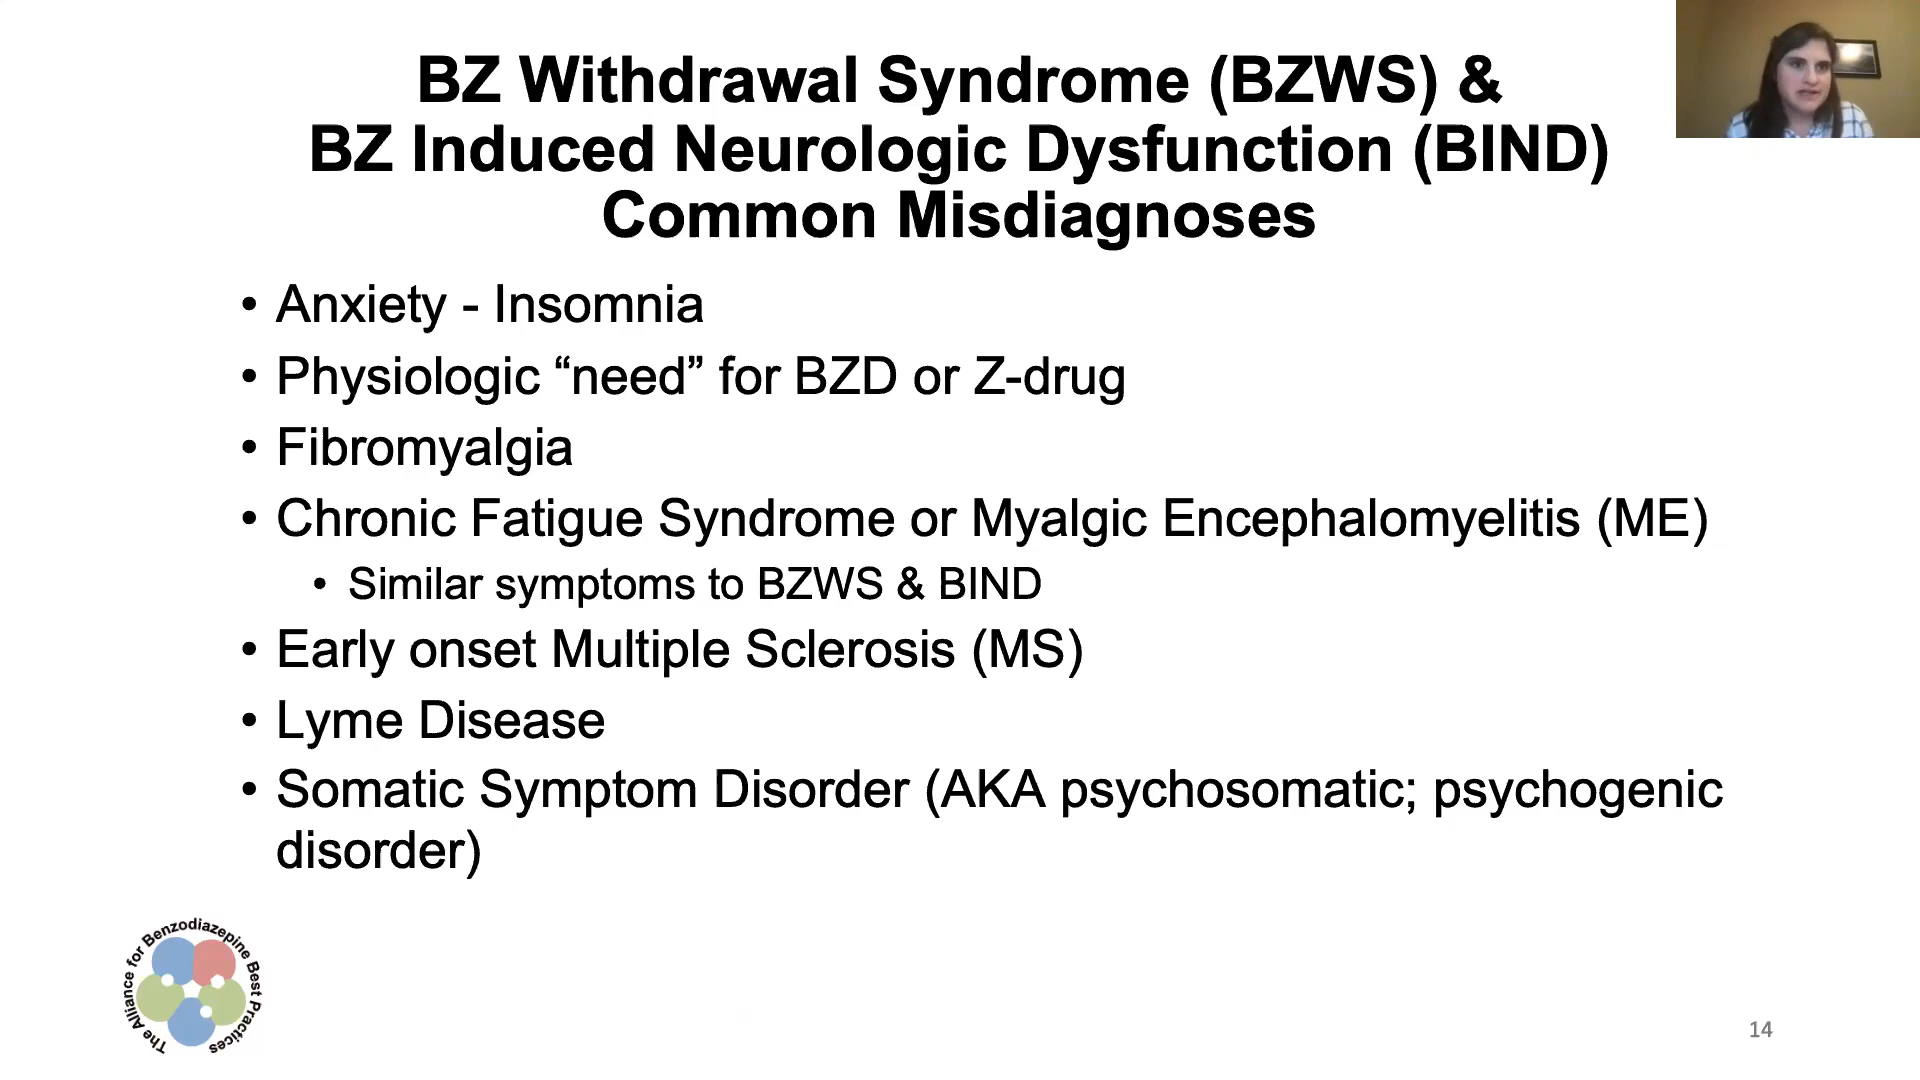 BZ Withdrawal Syndrome (BZWS) &
BZ Induced Neurologic Dysfunction (BIND)
Common Misdiagnoses
• Anxiety - Insomnia
• Physiologic “need” for BZD or Z-drug
• Fibromyalgia
• Chronic Fatigue Syndrome or Myalgic Encephalomyelitis (ME)
• Similar symptoms to BZWS & BIND
• Early onset Multiple Sclerosis (MS)
• Lyme Disease
• Somatic Symptom Disorder (AKA psychosomatic; psychogenic
disorder)
The Alliance for Benzodiazepine Best Practices
14